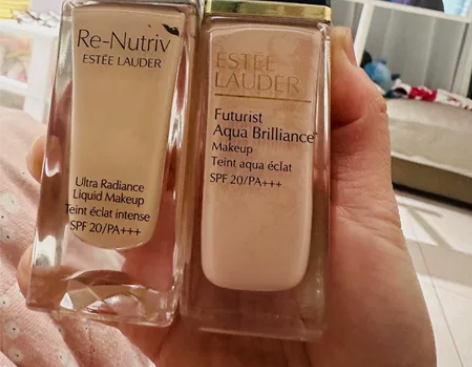 Re-Nutriv
ESTĒE LAUDER
Ultra Radiance
Liquid Makeup
Teint éclat intense
SPF 20/PA+++
ESTĒE
LAUDER
Futurist
Aqua Brilliance™
Makeup
Teint aqua éclat
SPF 20/PA+++